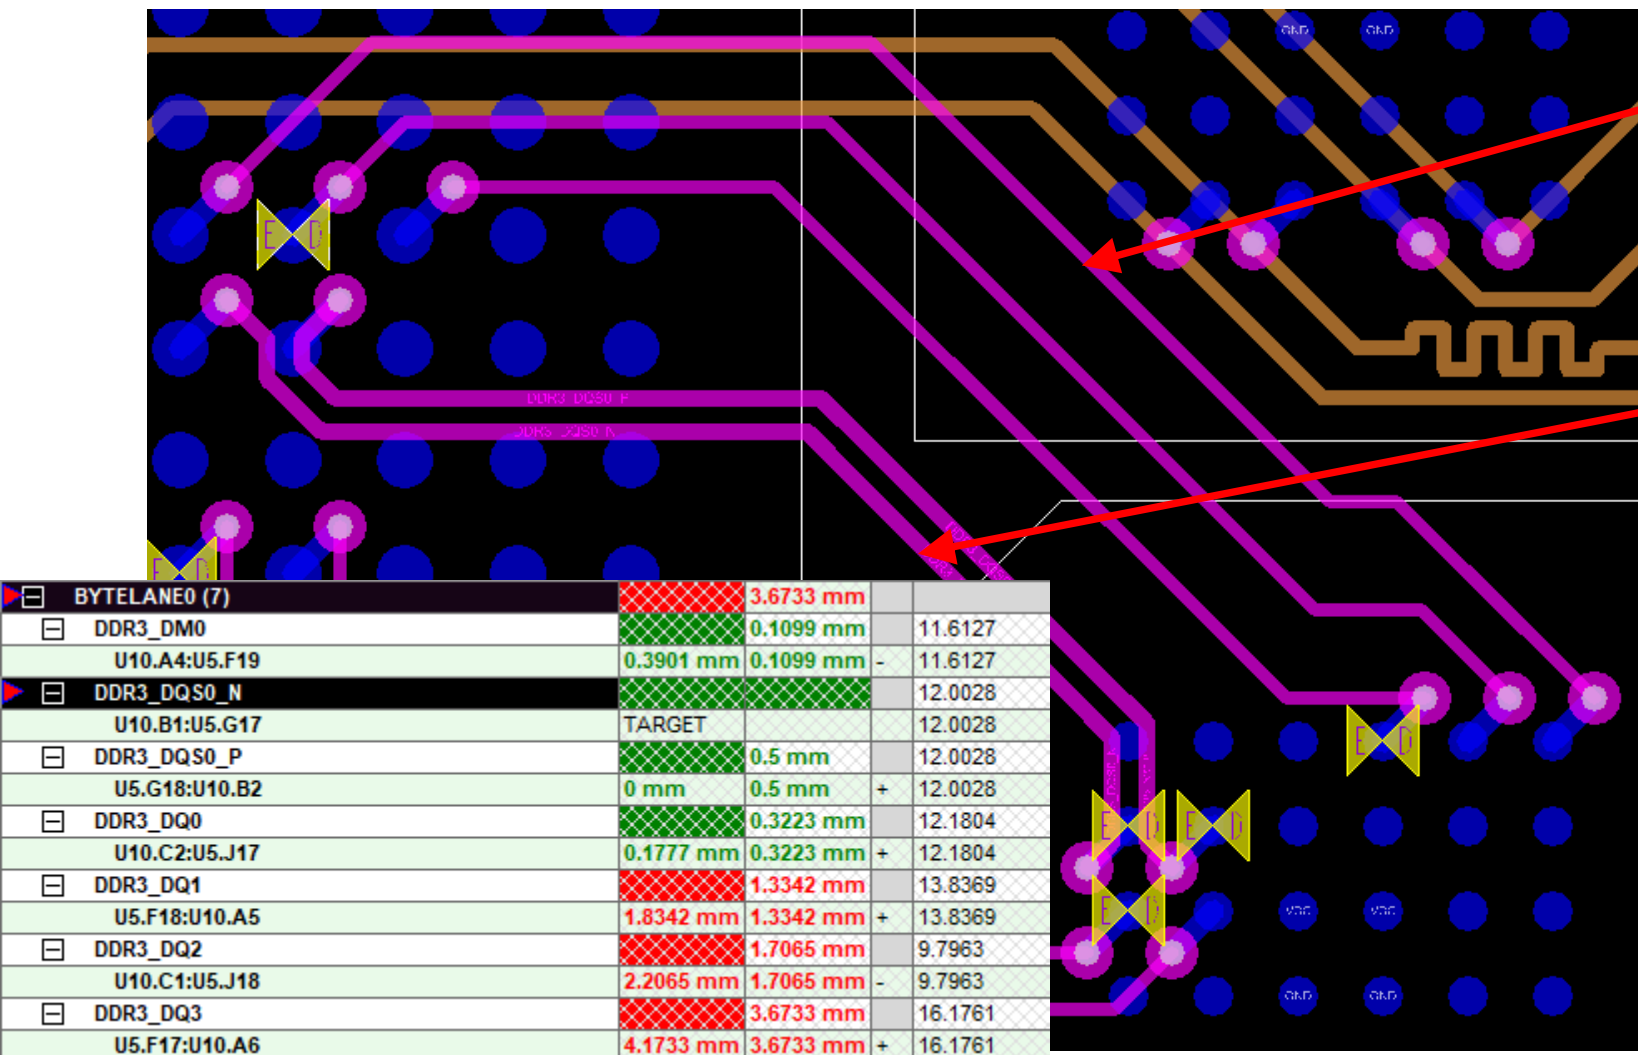 GND GND
E D
DDR3_DQS0_P
DDR3_DQS0_N
E D
BYTELANE0 (7) 3.6733 mm
DDR3_DM0 0.1099 mm 11.6127
U10.A4:U5.F19 0.3901 mm 0.1099 mm - 11.6127
DDR3_DQS0_N 12.0028
U10.B1:U5.G17 TARGET 12.0028
DDR3_DQS0_P 0.5 mm 12.0028
U5.G18:U10.B2 0 mm 0.5 mm + 12.0028
DDR3_DQ0 0.3223 mm 12.1804
U10.C2:U5.J17 0.1777 mm 0.3223 mm + 12.1804
DDR3_DQ1 1.3342 mm 13.8369
U5.F18:U10.A5 1.8342 mm 1.3342 mm + 13.8369
DDR3_DQ2 1.7065 mm 9.7963
U10.C1:U5.J18 2.2065 mm 1.7065 mm - 9.7963
DDR3_DQ3 3.6733 mm 16.1761
U5.F17:U10.A6 4.1733 mm 3.6733 mm + 16.1761
E D
E D E D
E D
GND GND